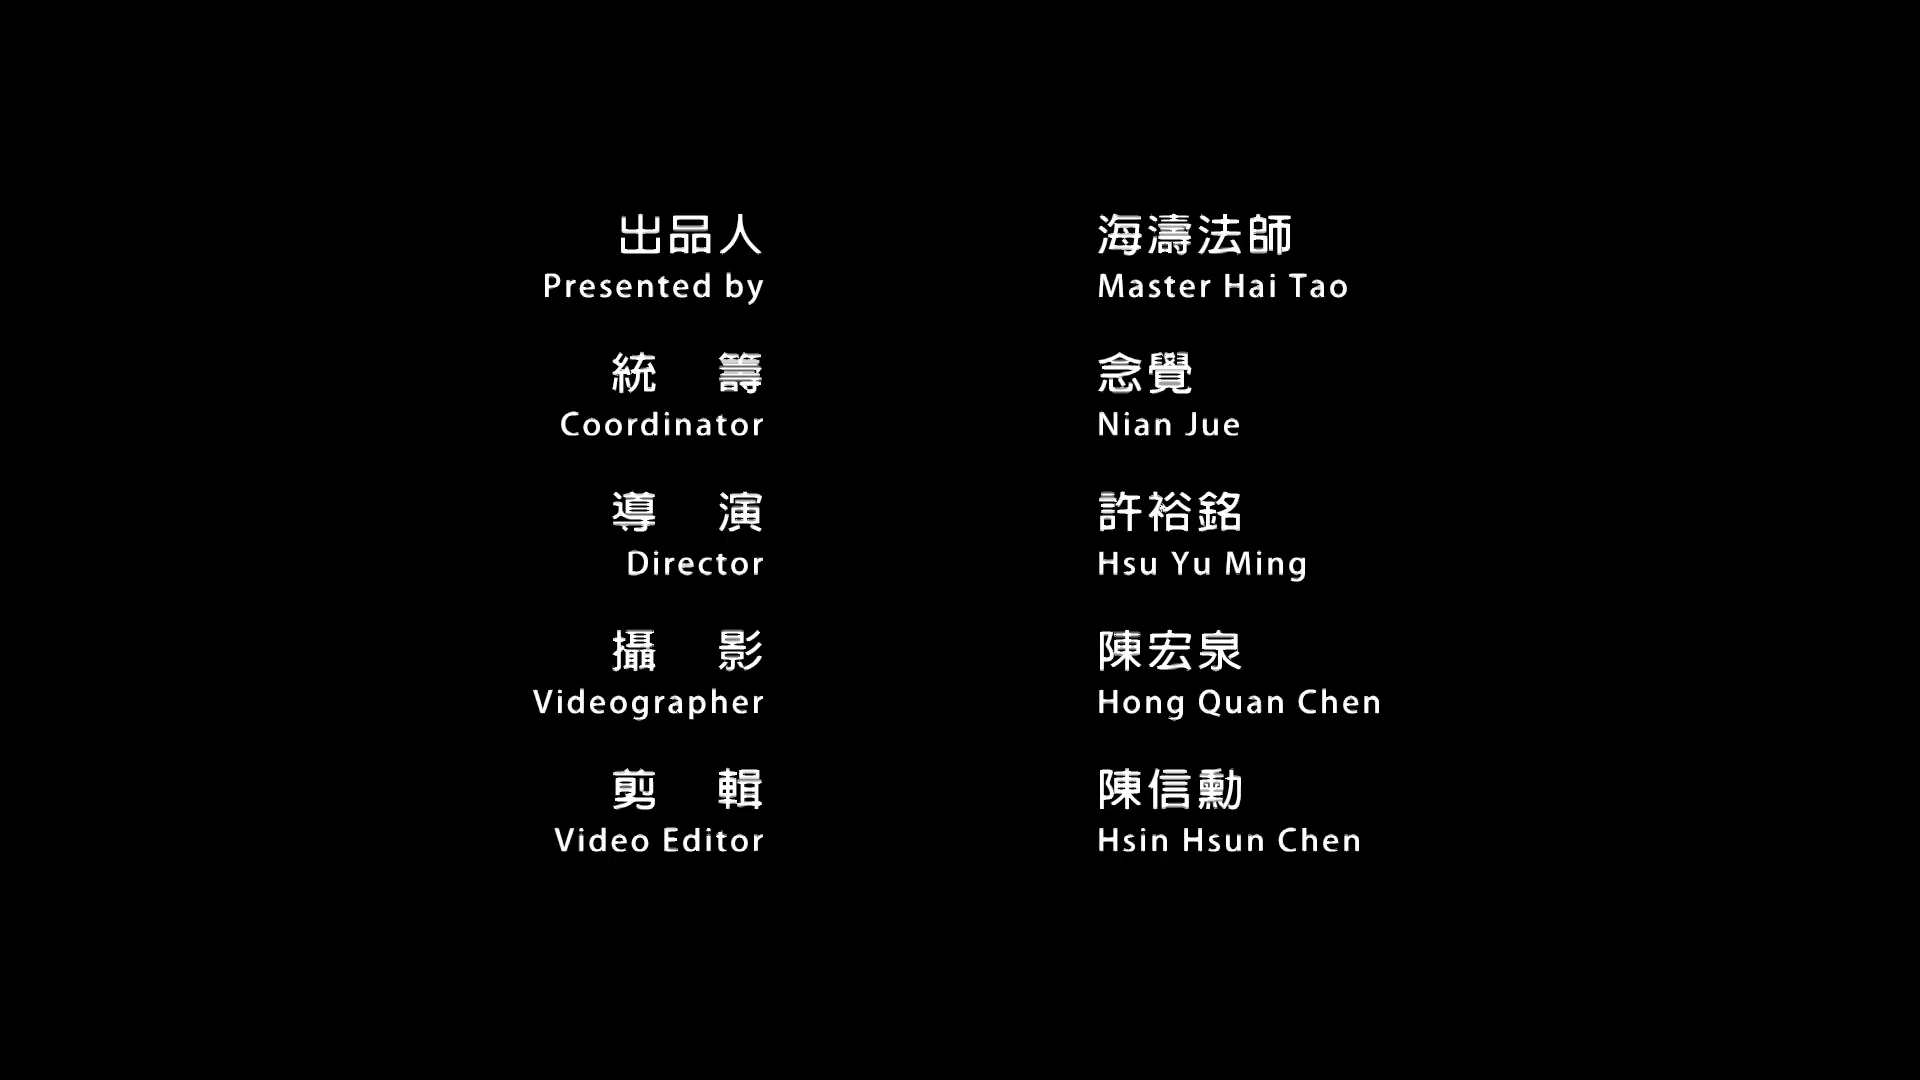 出品人 海濤法師
Presented by Master Hai Tao
統 籌 念覺
Coordinator Nian Jue
導 演 許裕銘
Director Hsu Yu Ming
攝 影 陳宏泉
Videographer Hong Quan Chen
剪 輯 陳信勳
Video Editor Hsin Hsun Chen